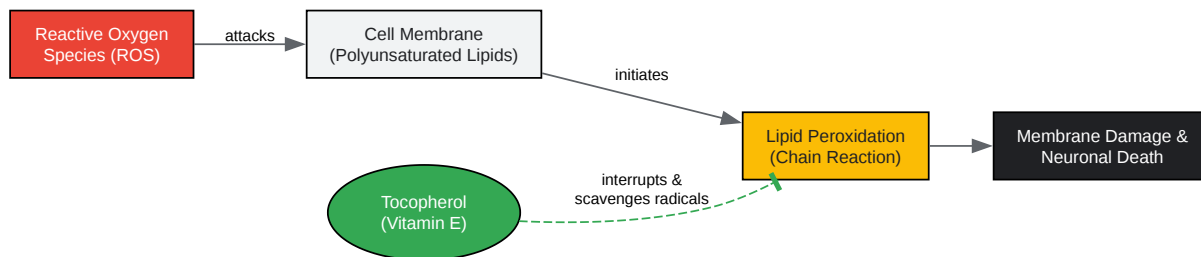 Reactive Oxygen
Species (ROS)
attacks
Cell Membrane
(Polyunsaturated Lipids)
initiates
Lipid Peroxidation
(Chain Reaction)
Membrane Damage &
Neuronal Death
Tocopherol
(Vitamin E)
interrupts &
scavenges radicals